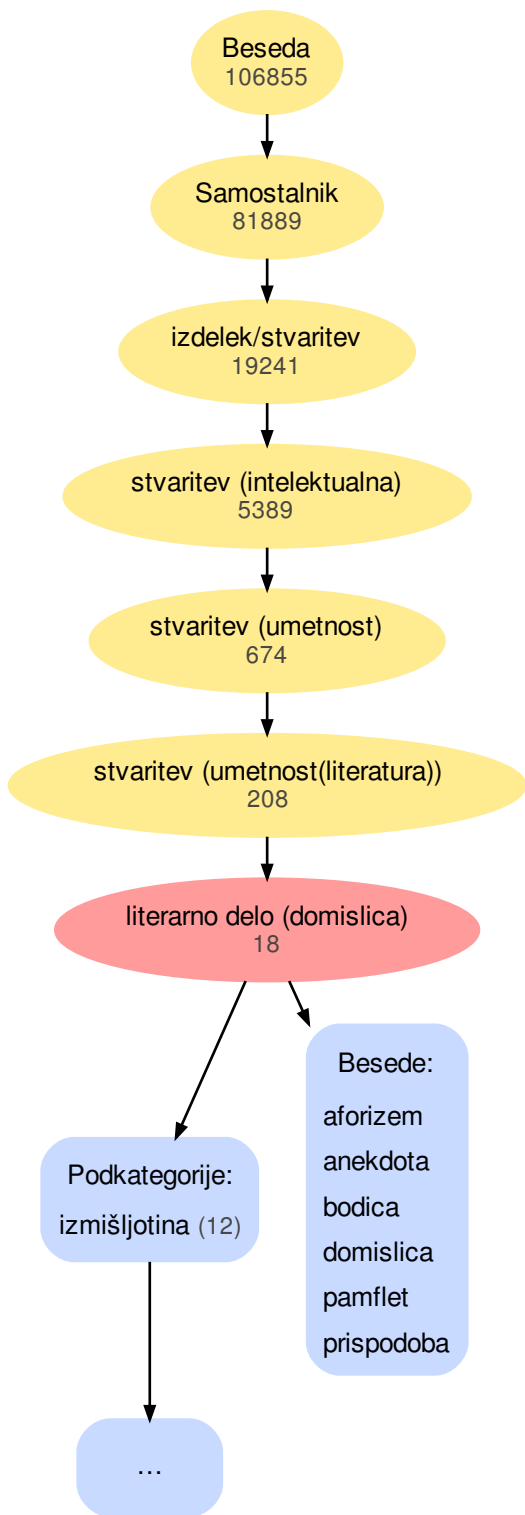 Beseda
106855
Samostalnik
81889
izdelek/stvaritev
19241
stvaritev (intelektualna)
5389
stvaritev (umetnost)
674
stvaritev (umetnost(literatura))
208
literarno delo (domislica)
18
Podkategorije:
izmišljotina (12)
...
Besede:
aforizem
anekdota
bodica
domislica
pamflet
prispodoba